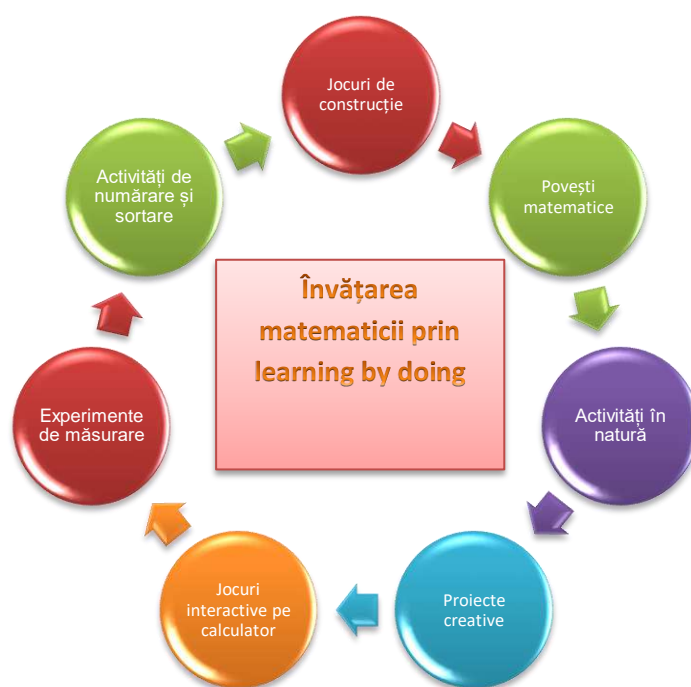 Jocuri de
construcție
Povești
matematice
Activități în
natură
Proiecte
creative
Jocuri
interactive pe
calculator
Experimente
de măsurare
Activități de
numărare și
sortare
Învățarea
matematicii prin
learning by doing